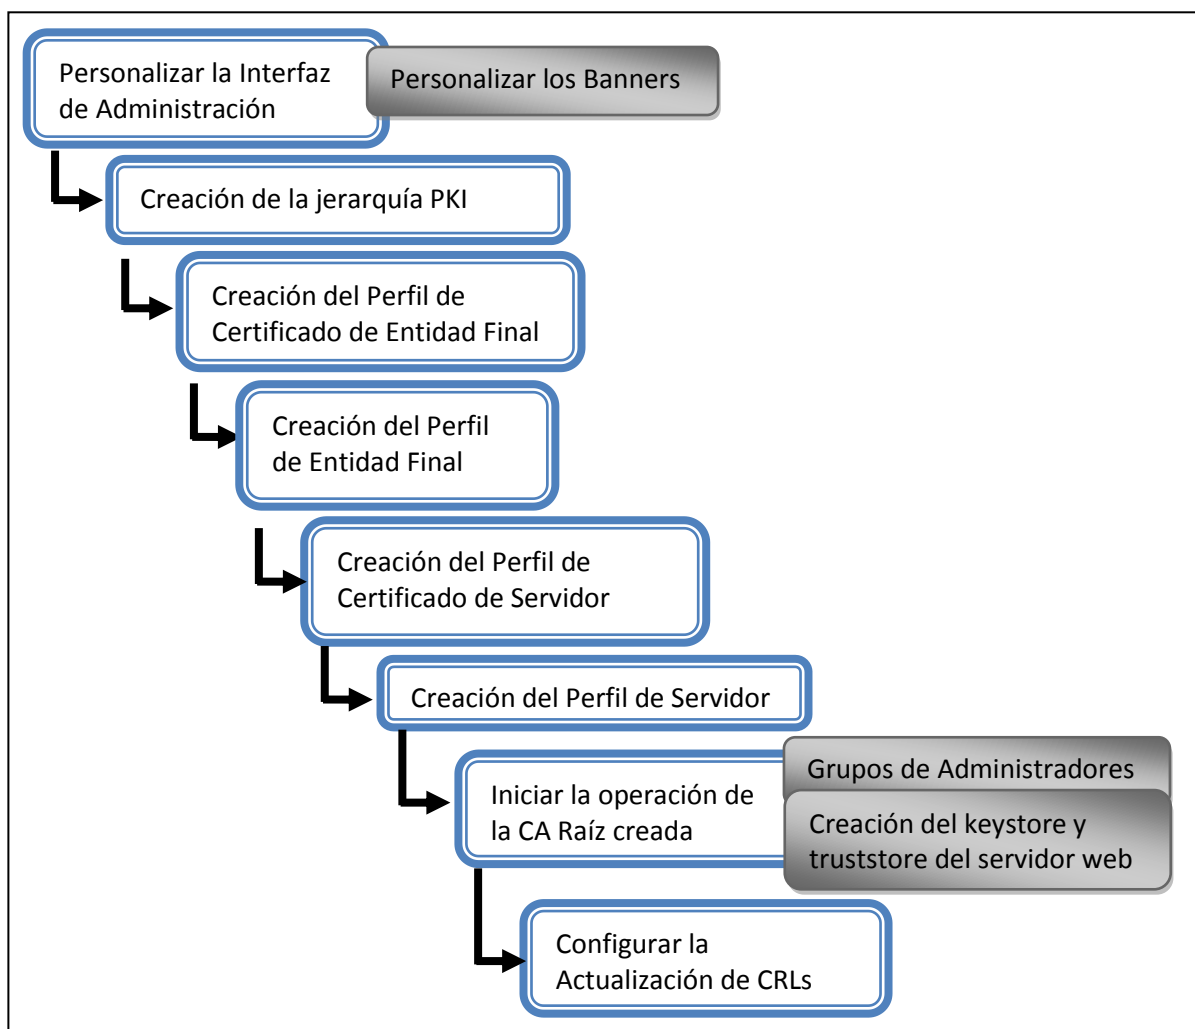 Personalizar la Interfaz
de Administración
Personalizar los Banners
Creación de la jerarquía PKI
Creación del Perfil de
Certificado de Entidad Final
Creación del Perfil
de Entidad Final
Creación del Perfil de
Certificado de Servidor
Creación del Perfil de Servidor
Iniciar la operación de
la CA Raíz creada
Grupos de Administradores
Creación del keystore y
truststore del servidor web
Configurar la
Actualización de CRLs